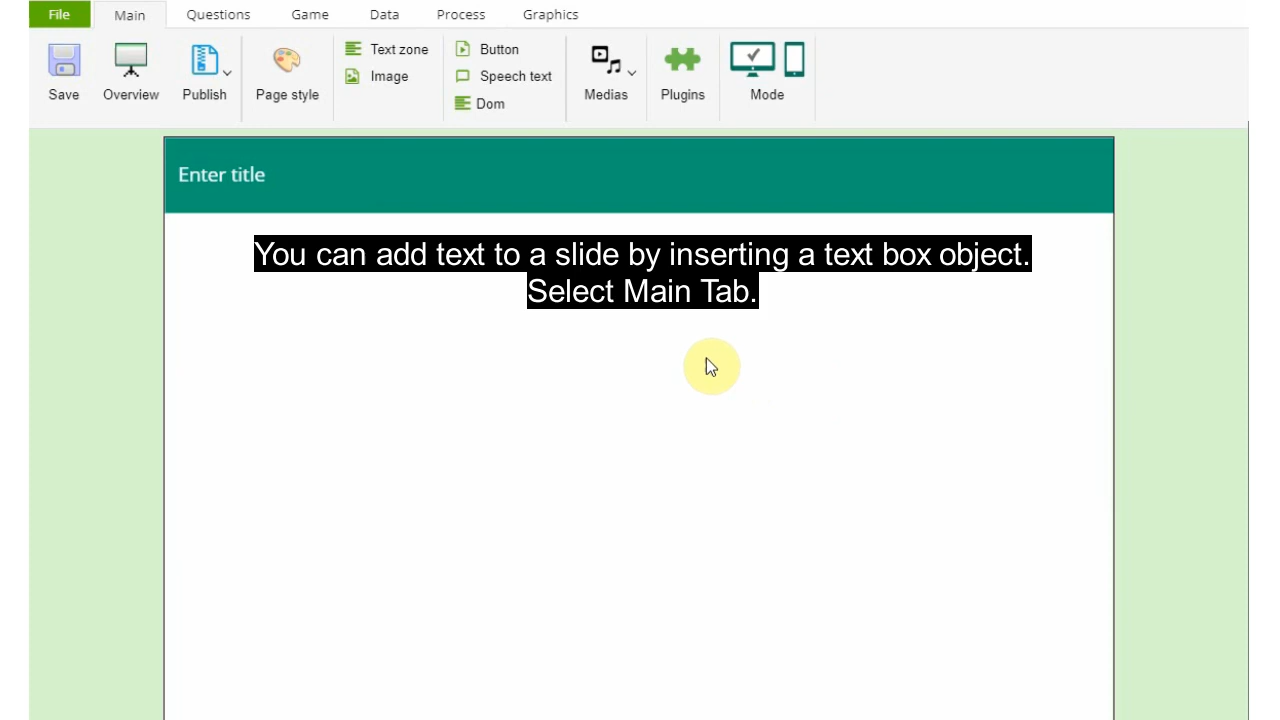 File Main Questions Game Data Process Graphics
Text zone Button
Image Speech text
Save Overview Publish Page style Dom Medias Plugins Mode
Enter title
You can add text to a slide by inserting a text box object.
Select Main Tab.